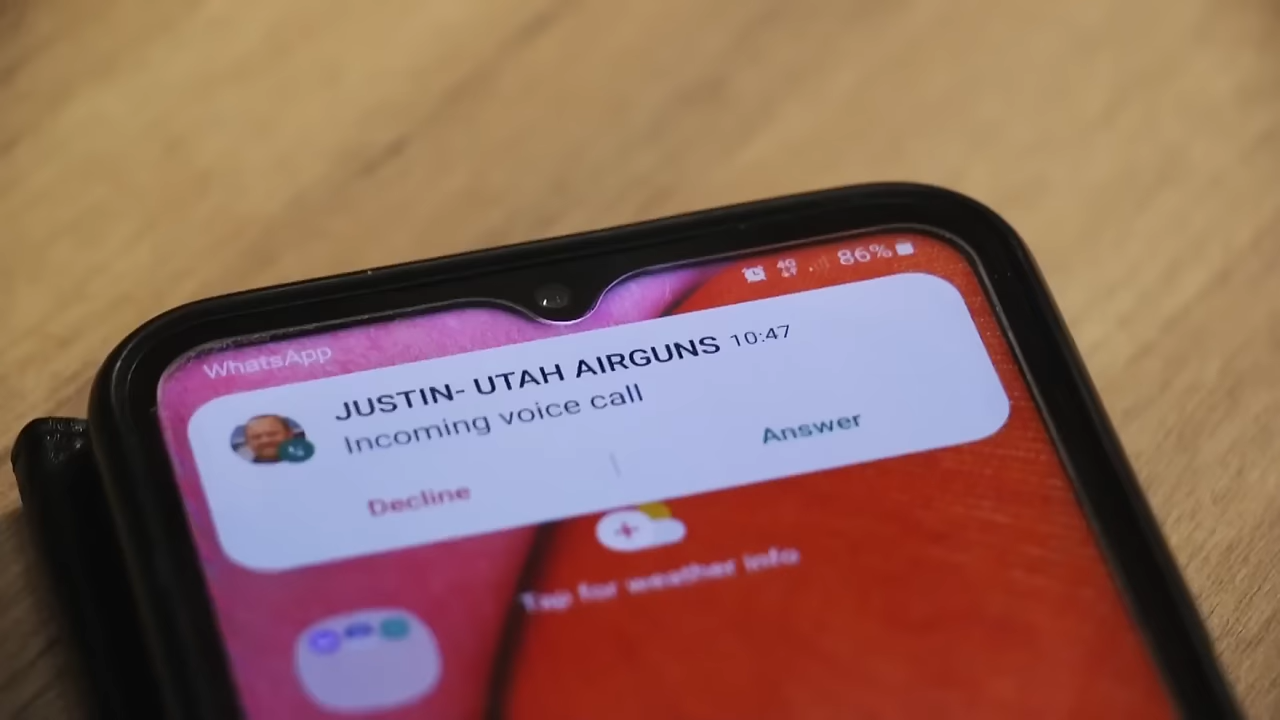 86%
WhatsApp
JUSTIN- UTAH AIRGUNS 10:47
Incoming voice call
Decline
Answer
Tap for weather info